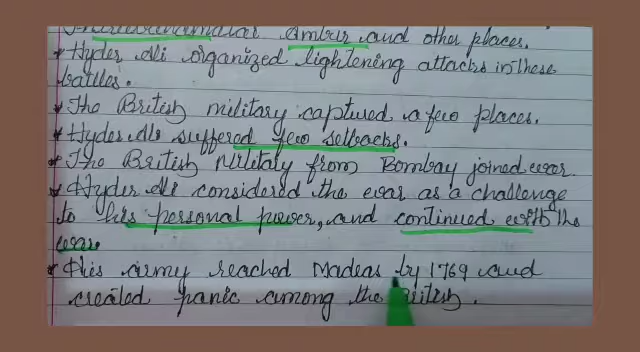 Ambur and other places.
* Hyder Ali organized lightening attacks in these
battles.
* The British military captured a few places.
* Hyder Ali suffered few setbacks.
* The British Military from Bombay joined war.
* Hyder Ali considered the war as a challenge
to his personal power, and continued with the
war
* His army reached Madras by 1769 and
created panic among the British.